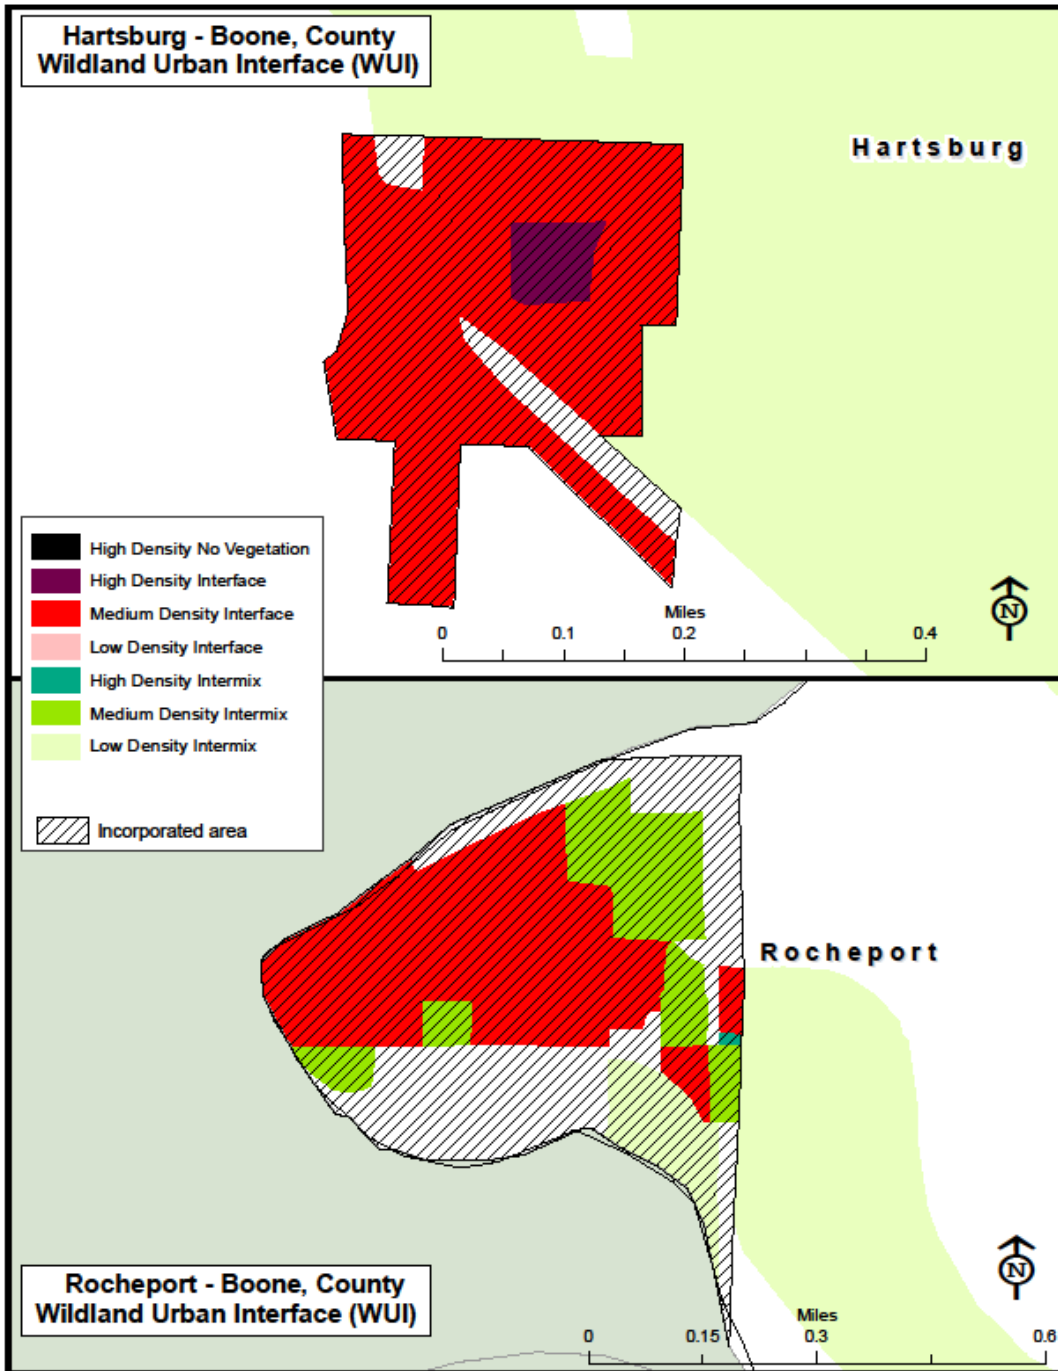 Hartsburg - Boone, County
Wildland Urban Interface (WUI)
Hartsburg
High Density No Vegetation
High Density Interface
Medium Density Interface
Low Density Interface
High Density Intermix
Medium Density Intermix
Low Density Intermix
Incorporated area
Miles
0 0.1 0.2 0.4
N
Rocheport
Rocheport - Boone, County
Wildland Urban Interface (WUI)
Miles
0 0.15 0.3 0.6
N